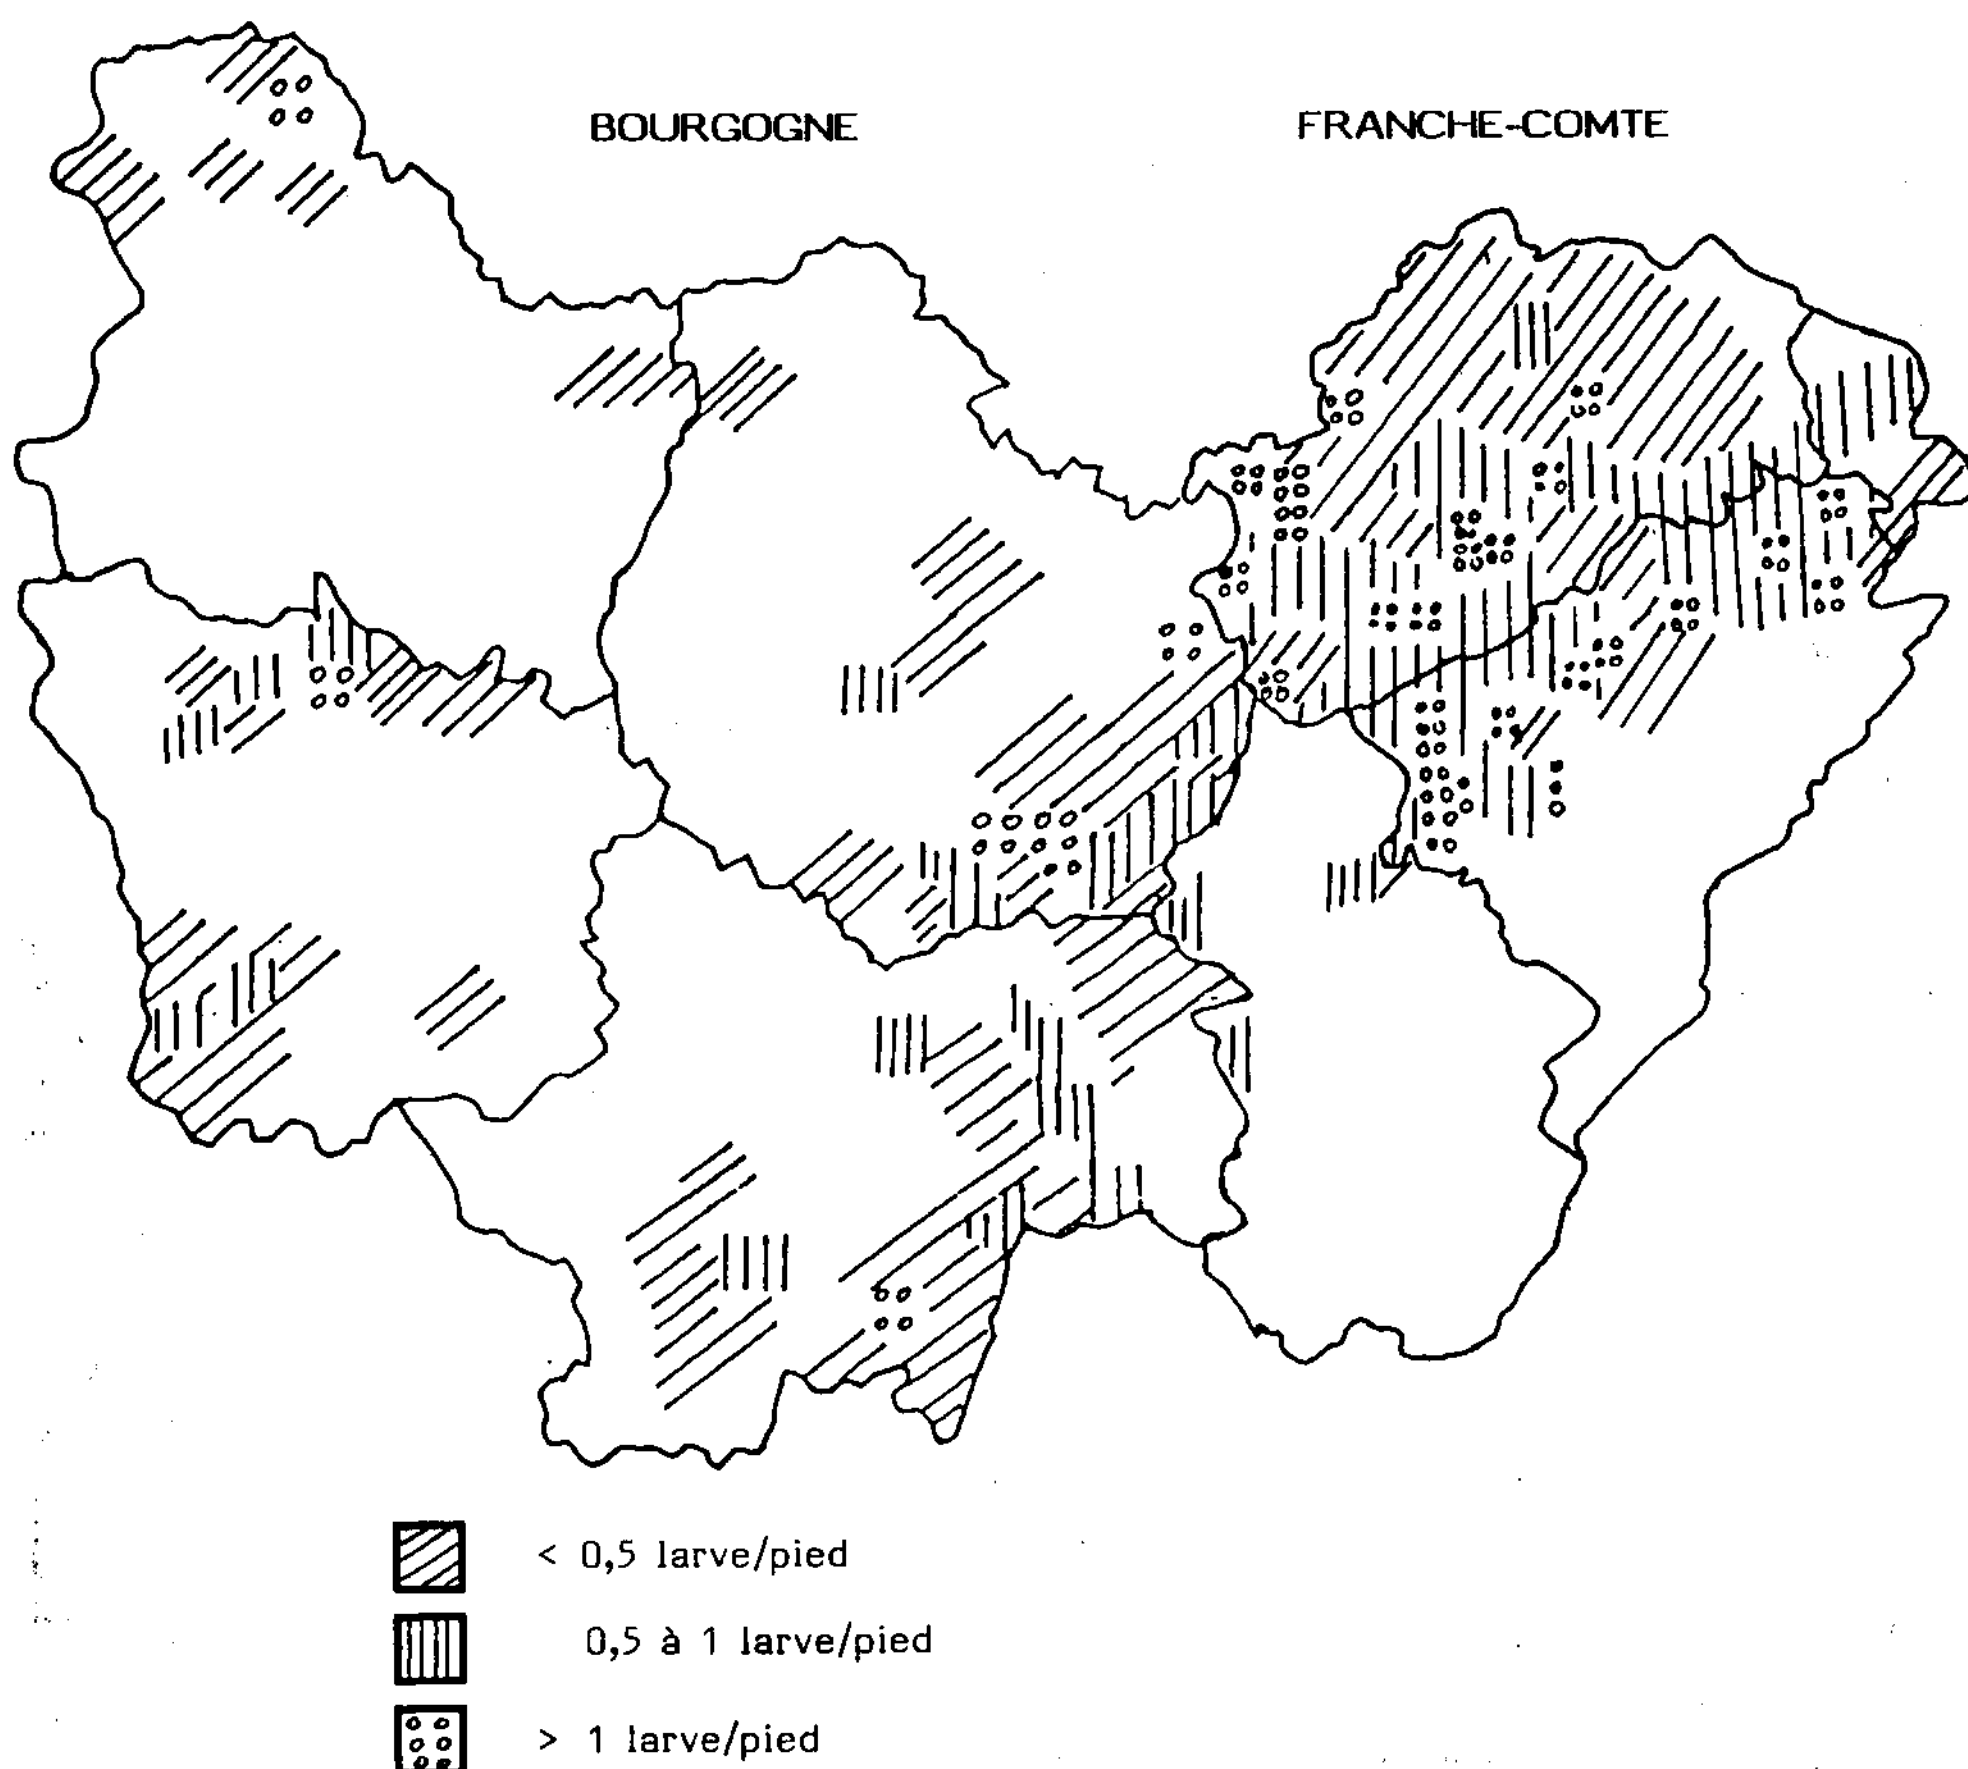 BOURGOGNE
FRANCHE-COMTE
< 0,5 larve/pied
0,5 à 1 larve/pied
> 1 larve/pied